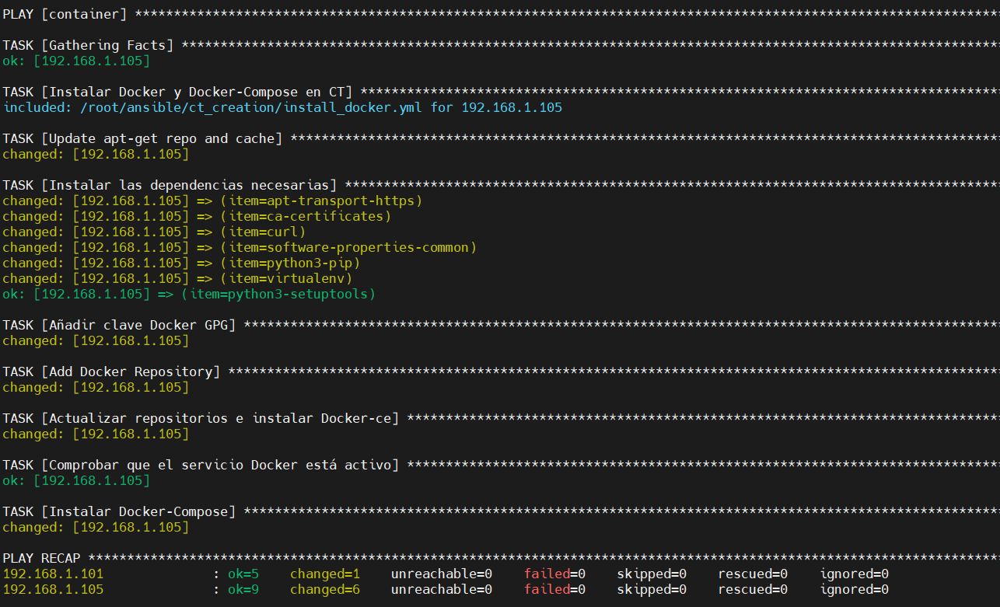 PLAY [container] ****************************************************************************************************************
TASK [Gathering Facts] **********************************************************************************************************
ok: [192.168.1.105]
TASK [Instalar Docker y Docker-Compose en CT] ***********************************************************************************
included: /root/ansible/ct_creation/install_docker.yml for 192.168.1.105
TASK [Update apt-get repo and cache] ********************************************************************************************
changed: [192.168.1.105]
TASK [Instalar las dependencias necesarias] *************************************************************************************
changed: [192.168.1.105] => (item=apt-transport-https)
changed: [192.168.1.105] => (item=ca-certificates)
changed: [192.168.1.105] => (item=curl)
changed: [192.168.1.105] => (item=software-properties-common)
changed: [192.168.1.105] => (item=python3-pip)
changed: [192.168.1.105] => (item=virtualenv)
ok: [192.168.1.105] => (item=python3-setuptools)
TASK [Añadir clave Docker GPG] **************************************************************************************************
changed: [192.168.1.105]
TASK [Add Docker Repository] ****************************************************************************************************
changed: [192.168.1.105]
TASK [Actualizar repositorios e instalar Docker-ce] *****************************************************************************
changed: [192.168.1.105]
TASK [Comprobar que el servicio Docker está activo] *****************************************************************************
ok: [192.168.1.105]
TASK [Instalar Docker-Compose] **************************************************************************************************
changed: [192.168.1.105]
PLAY RECAP **********************************************************************************************************************
192.168.1.101              : ok=5    changed=1    unreachable=0    failed=0    skipped=0    rescued=0    ignored=0
192.168.1.105              : ok=9    changed=6    unreachable=0    failed=0    skipped=0    rescued=0    ignored=0